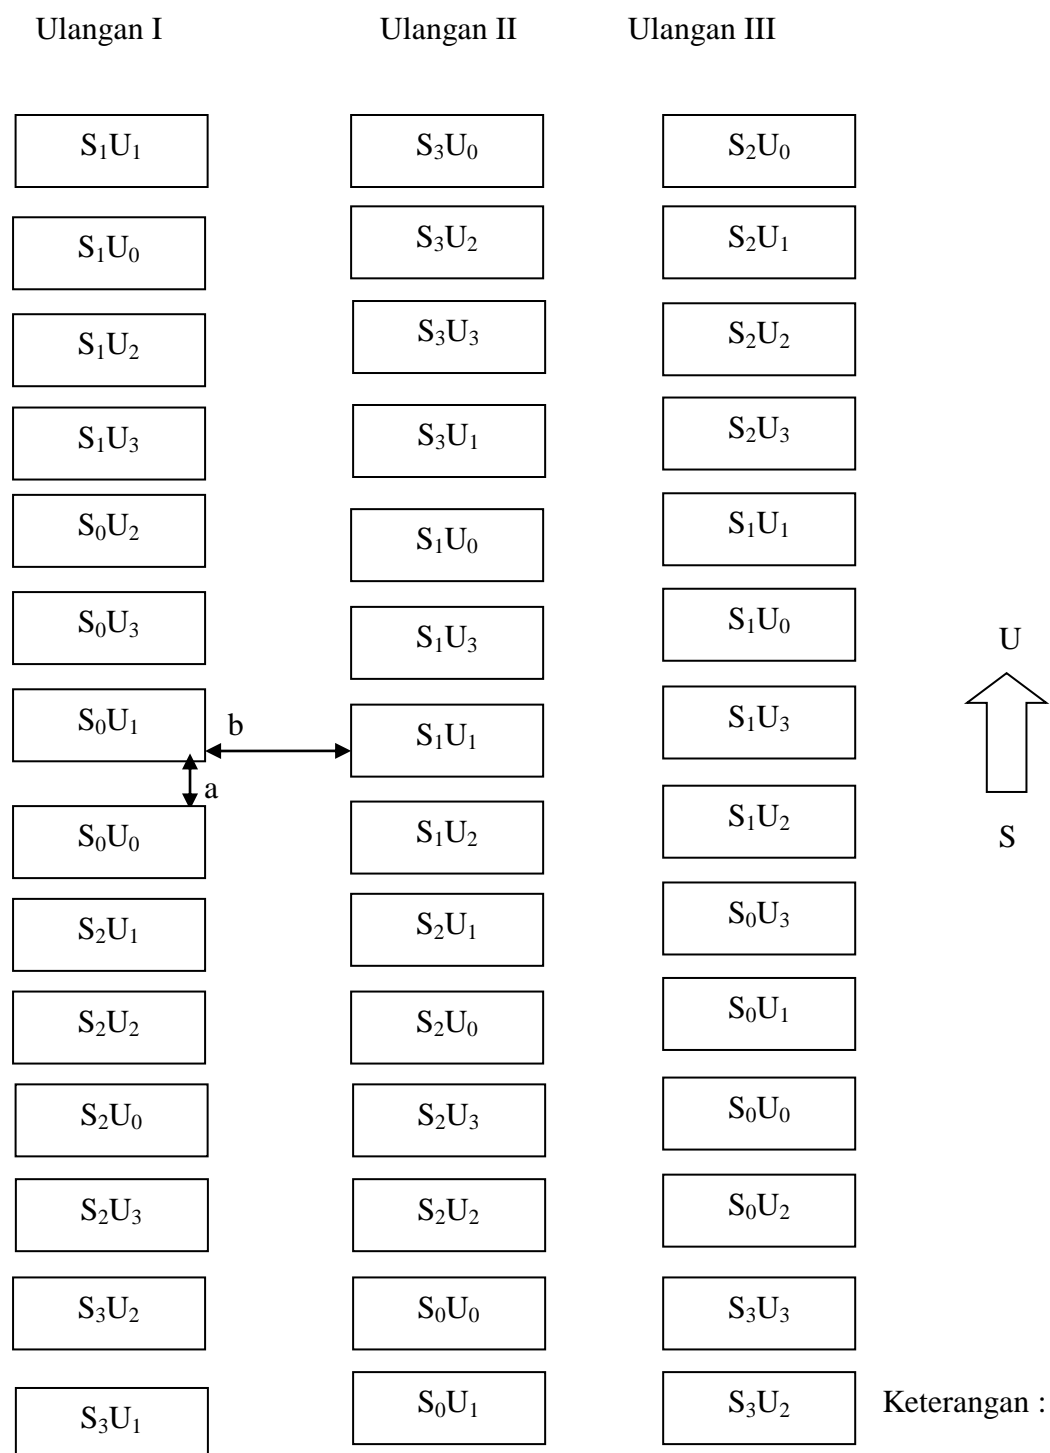 Ulangan I Ulangan II Ulangan III
S₁U₁ S₃U₀ S₂U₀
S₁U₀ S₃U₂ S₂U₁
S₁U₂ S₃U₃ S₂U₂
S₁U₃ S₃U₁ S₂U₃
S₀U₂ S₁U₀ S₁U₁
S₀U₃ S₁U₃ S₁U₀
U
S₀U₁ b S₁U₁ S₁U₃
a
S₀U₀ S₁U₂ S₁U₂
S
S₂U₁ S₂U₁ S₀U₃
S₂U₂ S₂U₀ S₀U₁
S₂U₀ S₂U₃ S₀U₀
S₂U₃ S₂U₂ S₀U₂
S₃U₂ S₀U₀ S₃U₃
S₃U₁ S₀U₁ S₃U₂ Keterangan :